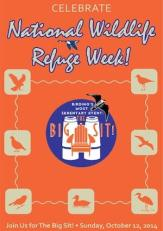 CELEBRATE
National Wildlife
Refuge Week!
BIRDING'S
MOST
SEDENTARY EVENT
THE
BIG SIT!
Join Us for The Big Sit! • Sunday, October 12, 2014